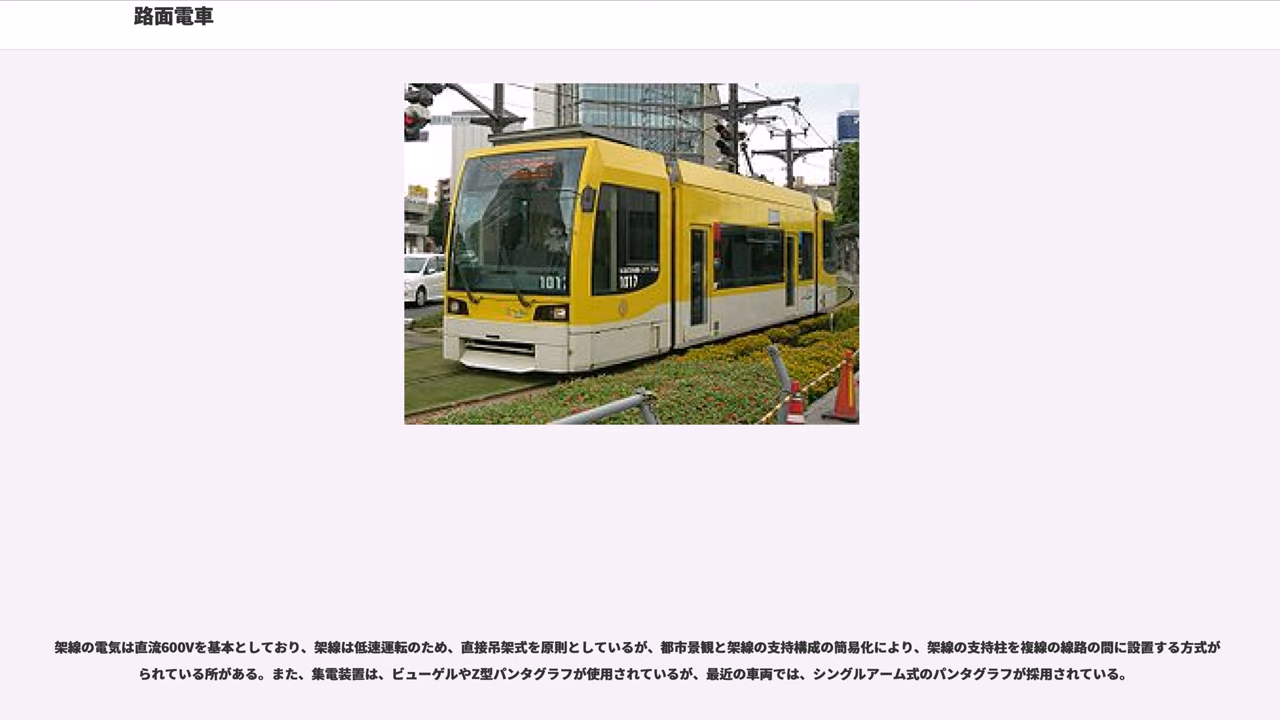 路面電車
1017
1017
架線の電気は直流600Vを基本としており、架線は低速運転のため、直接吊架式を原則としているが、都市景観と架線の支持構成の簡易化により、架線の支持柱を複線の線路の間に設置する方式が
られている所がある。また、集電装置は、ビューゲルやZ型パンタグラフが使用されているが、最近の車両では、シングルアーム式のパンタグラフが採用されている。